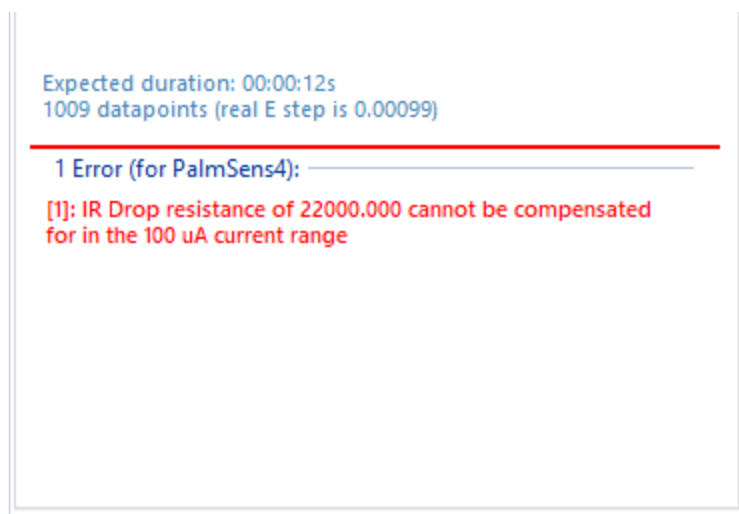 Expected duration: 00:00:12s
1009 datapoints (real E step is 0.00099)
1 Error (for PalmSens4):
[1]: IR Drop resistance of 22000.000 cannot be compensated
for in the 100 uA current range